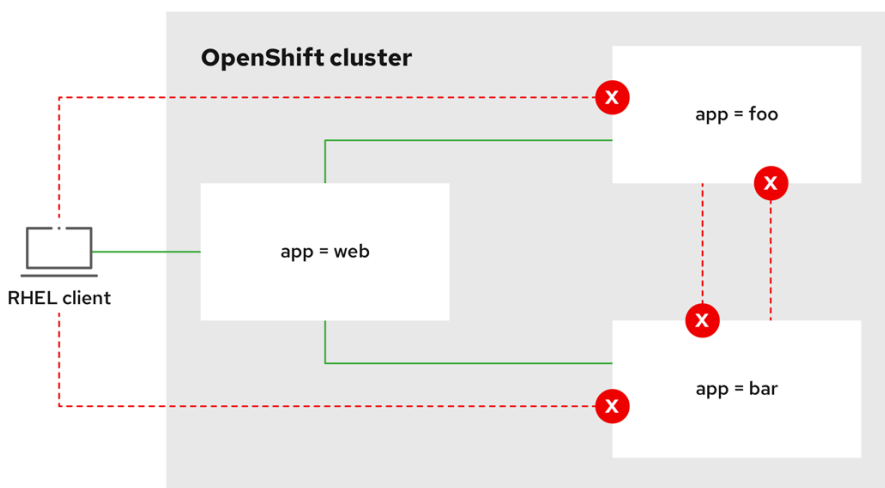 OpenShift cluster
X
app = foo
X
app = web
RHEL client
X
app = bar
X